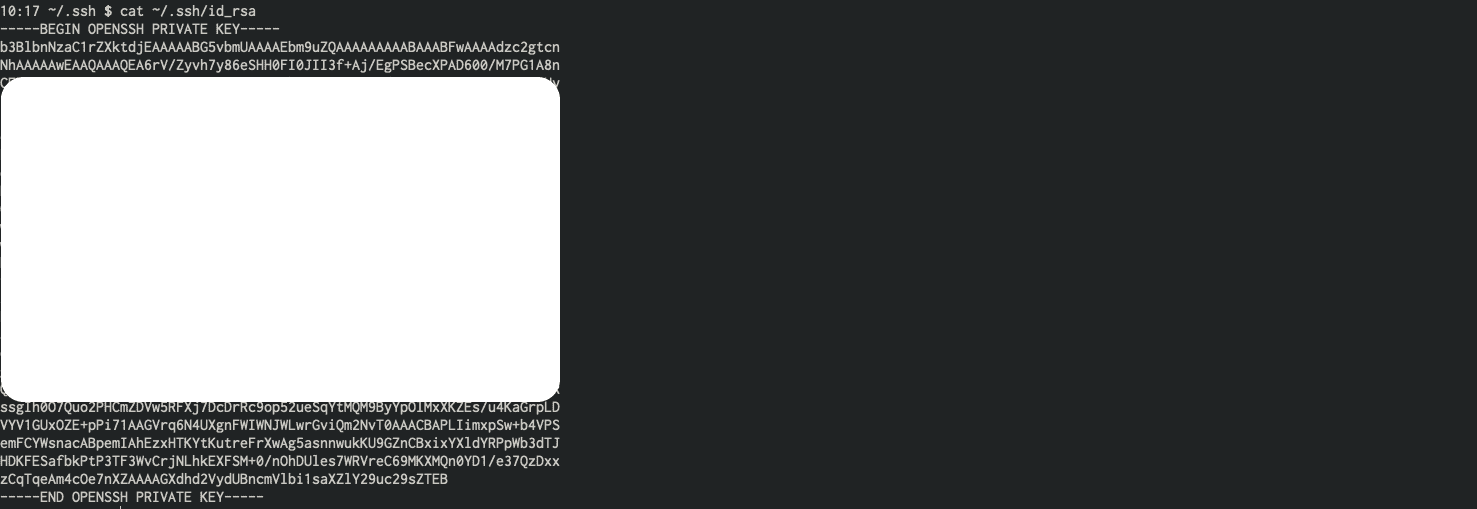 10:17 ~/.ssh $ cat ~/.ssh/id_rsa
-----BEGIN OPENSSH PRIVATE KEY-----
b3BlbnNzaC1rZXktdjEAAAAABG5vbmUAAAAEbm9uZQAAAAAAAAABAAABFwAAAAdzc2gtcn
NhAAAAAwEAAQAAAQEA6rV/Zyvh7y86eSHH0FI0JII3f+Aj/EgPSBecXPAD600/M7PG1A8n
ssglh0O7Quo2PHCmZDVw5RFXj7DcDrRc9op52ueSqYtMQM9ByYpOlMxXKZEs/u4KaGrpLD
VYV1GUxOZE+pPi71AAGVrq6N4UXgnFWIWNJWLwrGviQm2NvT0AAACBAPLIimxpSw+b4VPS
emFCYWsnacABpemIAhEzxHTKYtKutreFrXwAg5asnnwukKU9GZnCBxixYXldYRPpWb3dTJ
HDKFESafbkPtP3TF3WvCrjNLhkEXFSM+0/nOhDUles7WRVreC69MKXMQn0YD1/e37QzDxx
zCqTqeAm4cOe7nXZAAAAGXdhd2VydUBncmVlbi1saXZlY29uc29sZTEB
-----END OPENSSH PRIVATE KEY-----